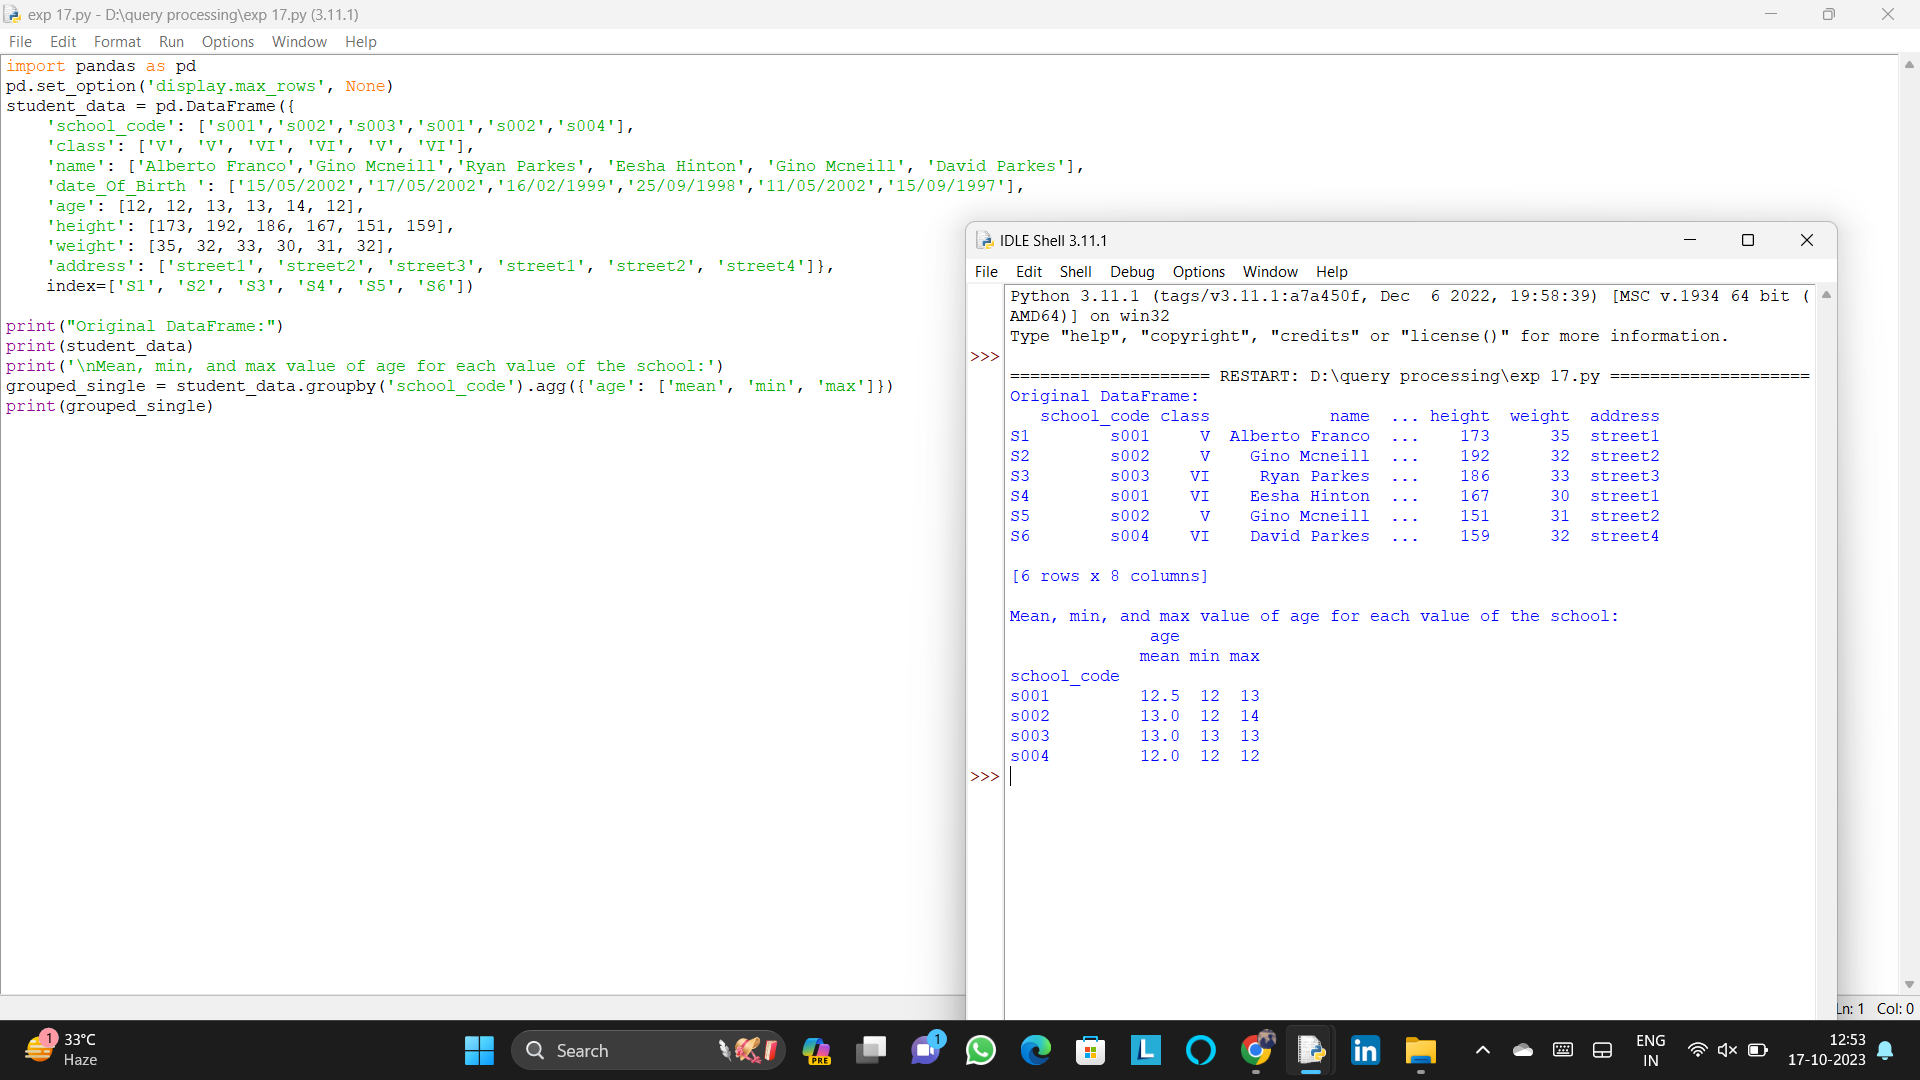 exp 17.py - D:\query processing\exp 17.py (3.11.1)
File Edit Format Run Options Window Help
import pandas as pd
pd.set_option('display.max_rows', None)
student_data = pd.DataFrame({
    'school_code': ['s001','s002','s003','s001','s002','s004'],
    'class': ['V', 'V', 'VI', 'VI', 'V', 'VI'],
    'name': ['Alberto Franco','Gino Mcneill','Ryan Parkes', 'Eesha Hinton', 'Gino Mcneill', 'David Parkes'],
    'date_Of_Birth ': ['15/05/2002','17/05/2002','16/02/1999','25/09/1998','11/05/2002','15/09/1997'],
    'age': [12, 12, 13, 13, 14, 12],
    'height': [173, 192, 186, 167, 151, 159],
    'weight': [35, 32, 33, 30, 31, 32],
    'address': ['street1', 'street2', 'street3', 'street1', 'street2', 'street4']},
    index=['S1', 'S2', 'S3', 'S4', 'S5', 'S6'])
print("Original DataFrame:")
print(student_data)
print('\nMean, min, and max value of age for each value of the school:')
grouped_single = student_data.groupby('school_code').agg({'age': ['mean', 'min', 'max']})
print(grouped_single)
IDLE Shell 3.11.1
File Edit Shell Debug Options Window Help
Python 3.11.1 (tags/v3.11.1:a7a450f, Dec  6 2022, 19:58:39) [MSC v.1934 64 bit (
AMD64)] on win32
Type "help", "copyright", "credits" or "license()" for more information.
>>>
==================== RESTART: D:\query processing\exp 17.py ====================
Original DataFrame:
   school_code class            name  ... height  weight  address
S1        s001     V  Alberto Franco  ...    173      35  street1
S2        s002     V    Gino Mcneill  ...    192      32  street2
S3        s003    VI     Ryan Parkes  ...    186      33  street3
S4        s001    VI    Eesha Hinton  ...    167      30  street1
S5        s002     V    Gino Mcneill  ...    151      31  street2
S6        s004    VI    David Parkes  ...    159      32  street4
[6 rows x 8 columns]
Mean, min, and max value of age for each value of the school:
              age
             mean min max
school_code
s001         12.5  12  13
s002         13.0  12  14
s003         13.0  13  13
s004         12.0  12  12
>>>
Ln: 1 Col: 0
1
33°C
Haze
Search
PRE
1
L
in
ENG
IN
12:53
17-10-2023